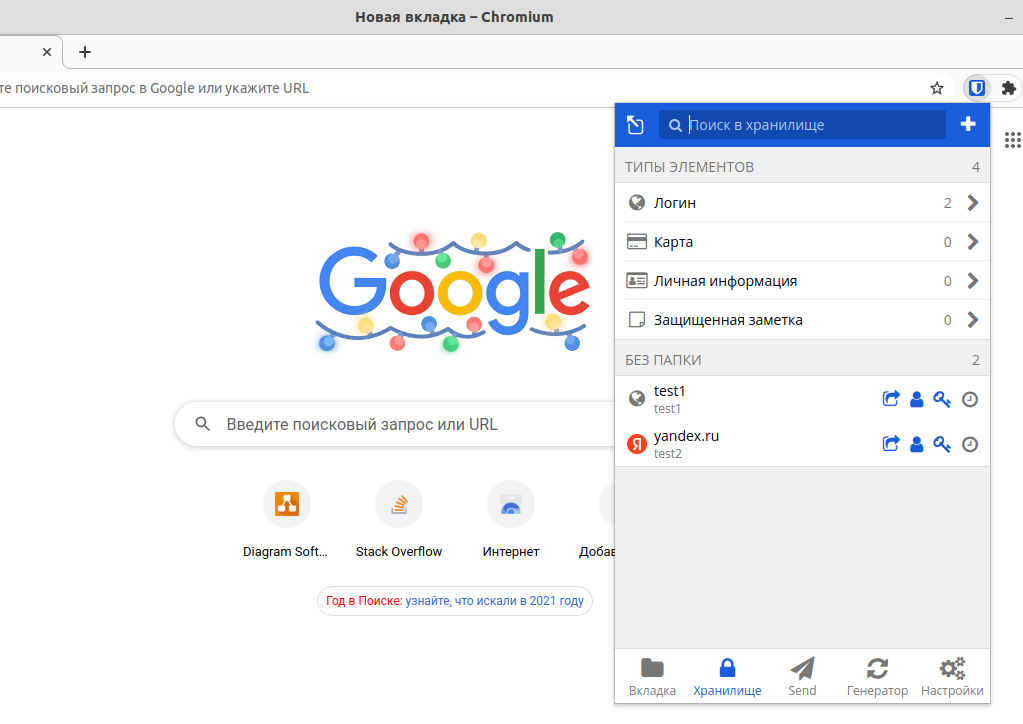 Новая вкладка – Chromium
те поисковый запрос в Google или укажите URL
Поиск в хранилище
ТИПЫ ЭЛЕМЕНТОВ 4
Логин 2
Карта 0
Личная информация 0
Защищенная заметка 0
БЕЗ ПАПКИ 2
test1
test1
Я
yandex.ru
test2
Вкладка Хранилище Send Генератор Настройки
Google
Введите поисковый запрос или URL
Diagram Soft... Stack Overflow Интернет Добав
Год в Поиске: узнайте, что искали в 2021 году